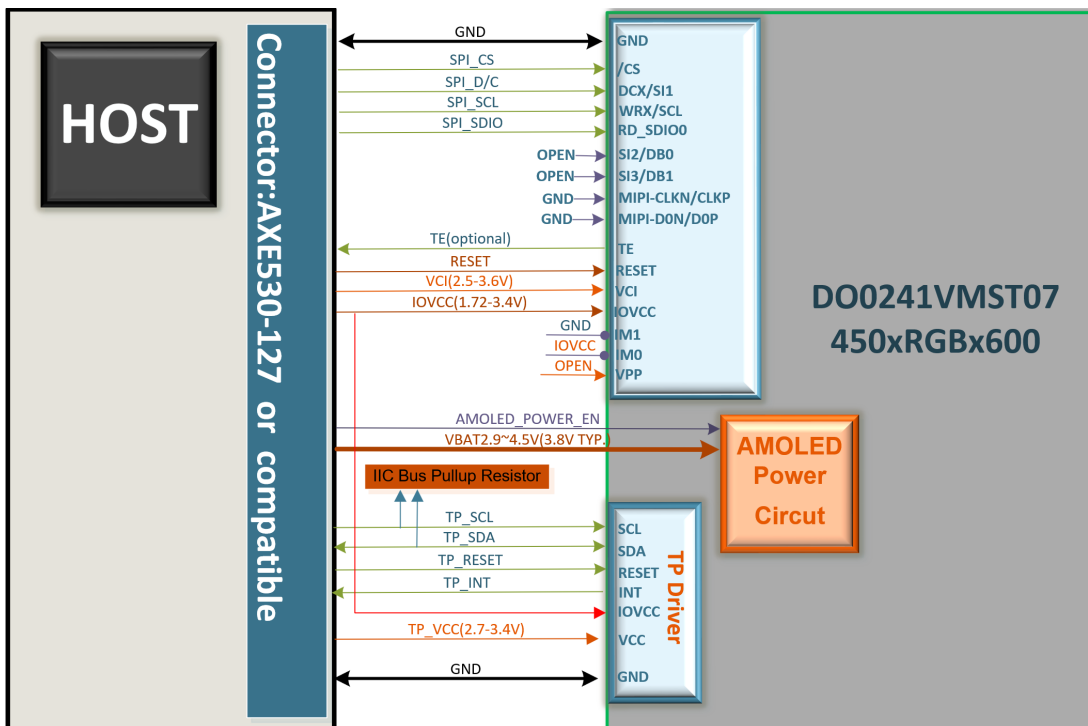 HOST
Connector:AXE530-127 or compatible
GND
SPI_CS
SPI_D/C
SPI_SCL
SPI_SDIO
OPEN
OPEN
GND
GND
TE(optional)
RESET
VCI(2.5-3.6V)
IOVCC(1.72-3.4V)
GND
IOVCC
OPEN
GND
/CS
DCX/SI1
WRX/SCL
RD_SDIO0
SI2/DB0
SI3/DB1
MIPI-CLKN/CLKP
MIPI-D0N/D0P
TE
RESET
VCI
IOVCC
IM1
IM0
VPP
DO0241VMST07
450xRGBx600
AMOLED_POWER_EN
VBAT2.9~4.5V(3.8V TYP.)
AMOLED
Power
Circut
IIC Bus Pullup Resistor
TP_SCL
TP_SDA
TP_RESET
TP_INT
TP_VCC(2.7-3.4V)
GND
SCL
SDA
RESET
INT
IOVCC
VCC
GND
TP Driver